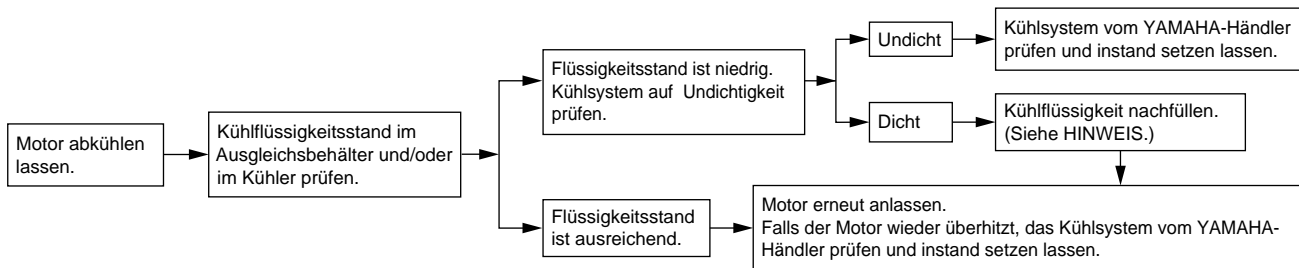 Motor abkühlen
lassen.
Kühlflüssigkeitsstand im
Ausgleichsbehälter und/oder
im Kühler prüfen.
Flüssigkeitsstand ist niedrig.
Kühlsystem auf Undichtigkeit
prüfen.
Undicht
Kühlsystem vom YAMAHA-Händler
prüfen und instand setzen lassen.
Dicht
Kühlflüssigkeit nachfüllen.
(Siehe HINWEIS.)
Flüssigkeitsstand
ist ausreichend.
Motor erneut anlassen.
Falls der Motor wieder überhitzt, das Kühlsystem vom YAMAHA-
Händler prüfen und instand setzen lassen.